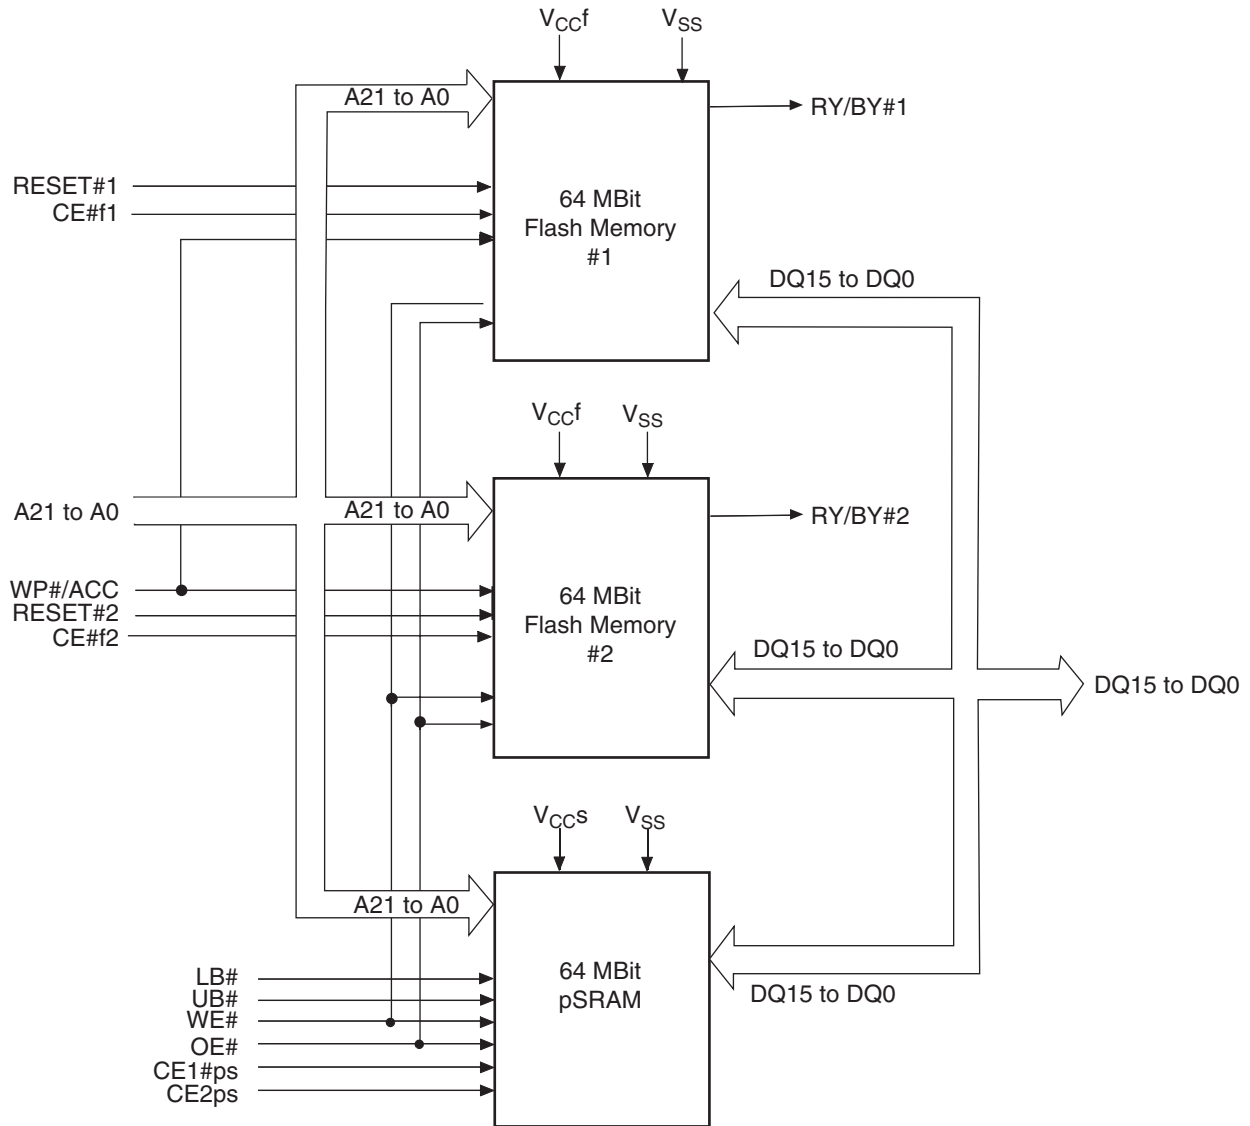 VCCf
VSS
A21 to A0
RY/BY#1
RESET#1
CE#f1
64 MBit
Flash Memory
#1
DQ15 to DQ0
VCCf
VSS
A21 to A0
A21 to A0
RY/BY#2
WP#/ACC
RESET#2
CE#f2
64 MBit
Flash Memory
#2
DQ15 to DQ0
DQ15 to DQ0
VCCs
VSS
A21 to A0
LB#
UB#
WE#
OE#
CE1#ps
CE2ps
64 MBit
pSRAM
DQ15 to DQ0